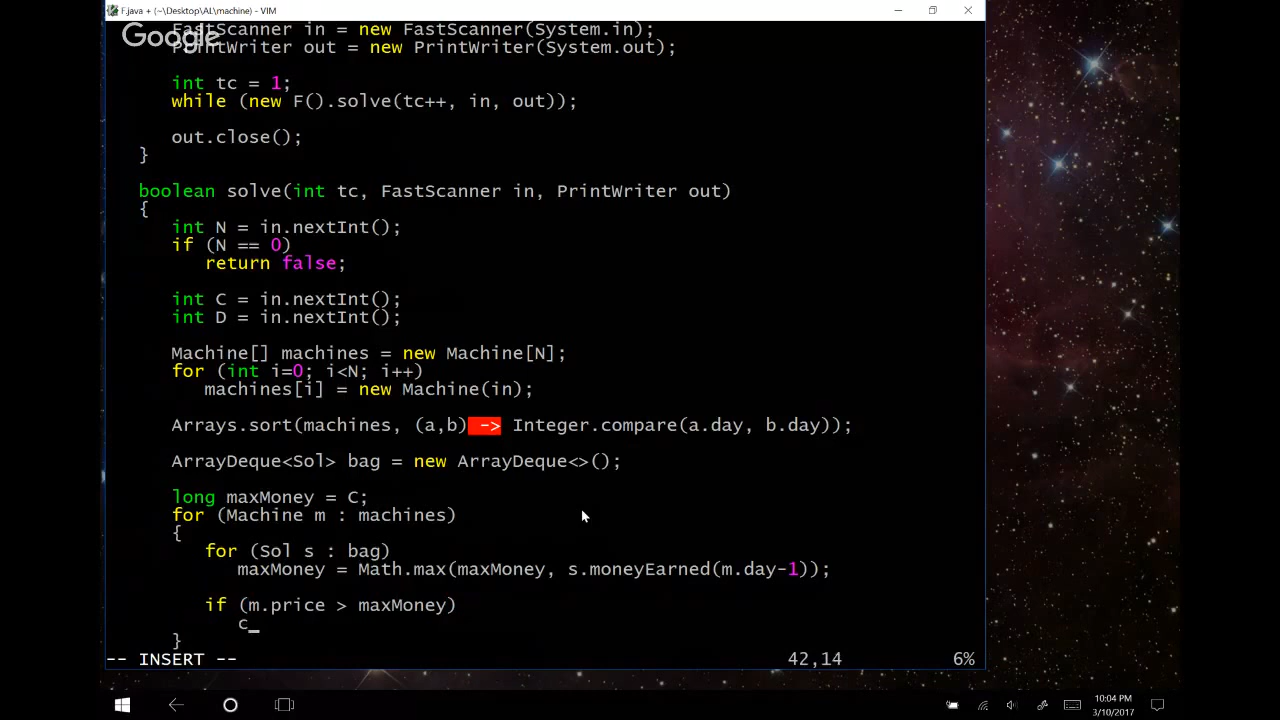 F.java + (~\Desktop\AL\machine) - VIM
Google
FastScanner in = new FastScanner(System.in);
PrintWriter out = new PrintWriter(System.out);
int tc = 1;
while (new F().solve(tc++, in, out));
out.close();
}
boolean solve(int tc, FastScanner in, PrintWriter out)
{
int N = in.nextInt();
if (N == 0)
return false;
int C = in.nextInt();
int D = in.nextInt();
Machine[] machines = new Machine[N];
for (int i=0; i<N; i++)
machines[i] = new Machine(in);
Arrays.sort(machines, (a,b) -> Integer.compare(a.day, b.day));
ArrayDeque<Sol> bag = new ArrayDeque<>();
long maxMoney = C;
for (Machine m : machines)
{
for (Sol s : bag)
maxMoney = Math.max(maxMoney, s.moneyEarned(m.day-1));
if (m.price > maxMoney)
c_
}
-- INSERT -- 42,14 6%
10:04 PM
3/10/2017